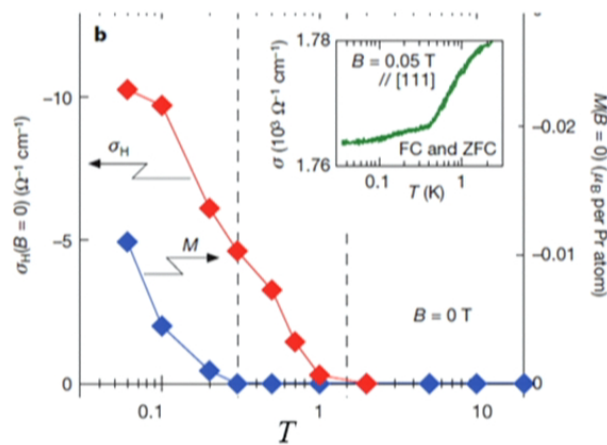 b
σH(B = 0) (Ω−1 cm−1)
−10
−5
0
σH
M
B = 0 T
0.1
1
10
T
σ (10³ Ω−1 cm−1)
1.78
1.76
B = 0.05 T
// [111]
FC and ZFC
0.1
1
T (K)
−0.02
−0.01
0
M(B = 0) (μB per Pr atom)